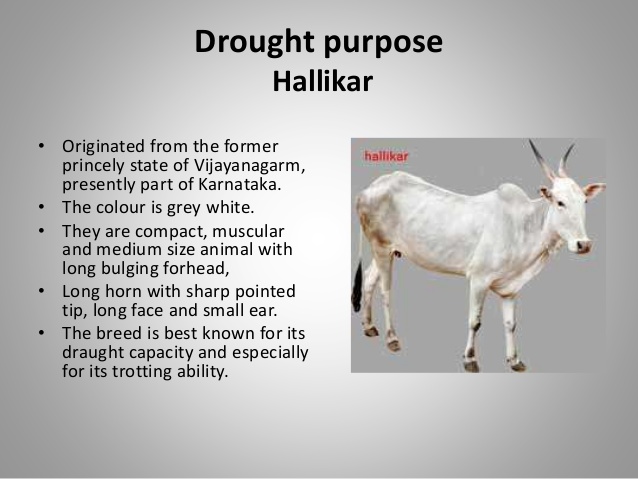 Drought purpose
Hallikar
• Originated from the former
princely state of Vijayanagarm,
presently part of Karnataka.
• The colour is grey white.
• They are compact, muscular
and medium size animal with
long bulging forhead,
• Long horn with sharp pointed
tip, long face and small ear.
• The breed is best known for its
draught capacity and especially
for its trotting ability.
hallikar